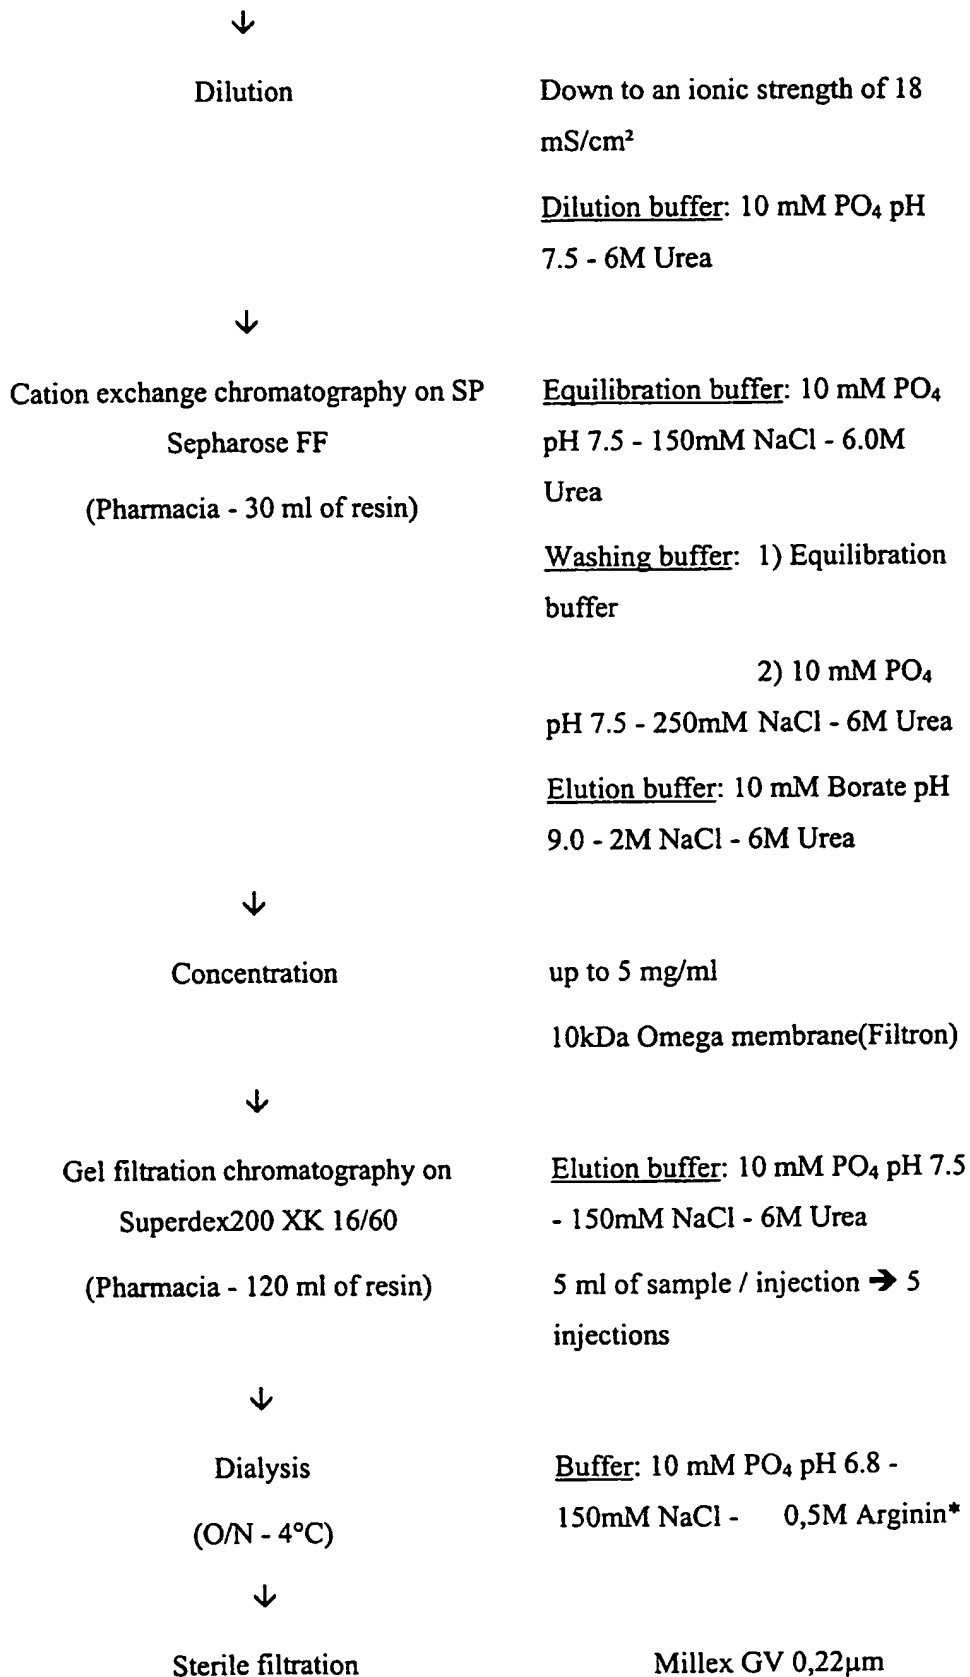 ↓
Dilution
Down to an ionic strength of 18
mS/cm²
Dilution buffer: 10 mM PO₄ pH
7.5 - 6M Urea
↓
Cation exchange chromatography on SP
Sepharose FF
(Pharmacia - 30 ml of resin)
Equilibration buffer: 10 mM PO₄
pH 7.5 - 150mM NaCl - 6.0M
Urea
Washing buffer: 1) Equilibration
buffer
2) 10 mM PO₄
pH 7.5 - 250mM NaCl - 6M Urea
Elution buffer: 10 mM Borate pH
9.0 - 2M NaCl - 6M Urea
↓
Concentration
up to 5 mg/ml
10kDa Omega membrane(Filtron)
↓
Gel filtration chromatography on
Superdex200 XK 16/60
(Pharmacia - 120 ml of resin)
Elution buffer: 10 mM PO₄ pH 7.5
- 150mM NaCl - 6M Urea
5 ml of sample / injection ➔ 5
injections
↓
Dialysis
(O/N - 4°C)
Buffer: 10 mM PO₄ pH 6.8 -
150mM NaCl - 0,5M Arginin*
↓
Sterile filtration
Millex GV 0,22µm